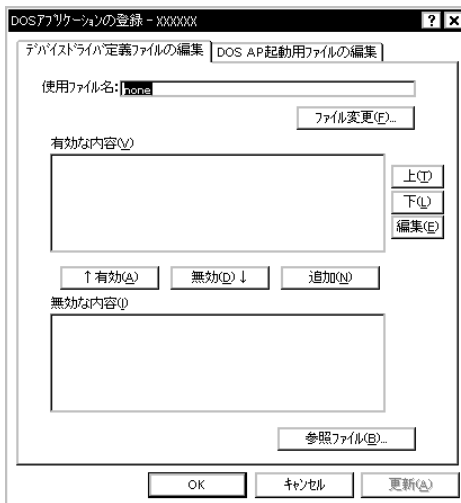 DOSｱﾌﾟﾘｹｰｼｮﾝの登録 - xxxxxx
ﾃﾞﾊﾞｲｽﾄﾞﾗｲﾊﾞ定義ファイルの編集 DOS AP起動用ファイルの編集
使用ファイル名: none
ファイル変更(F)...
有効な内容(V)
上(T)
下(L)
編集(E)
↑有効(A) 無効(D)↓ 追加(N)
無効な内容(I)
参照ファイル(B)...
OK ｷｬﾝｾﾙ 更新(A)